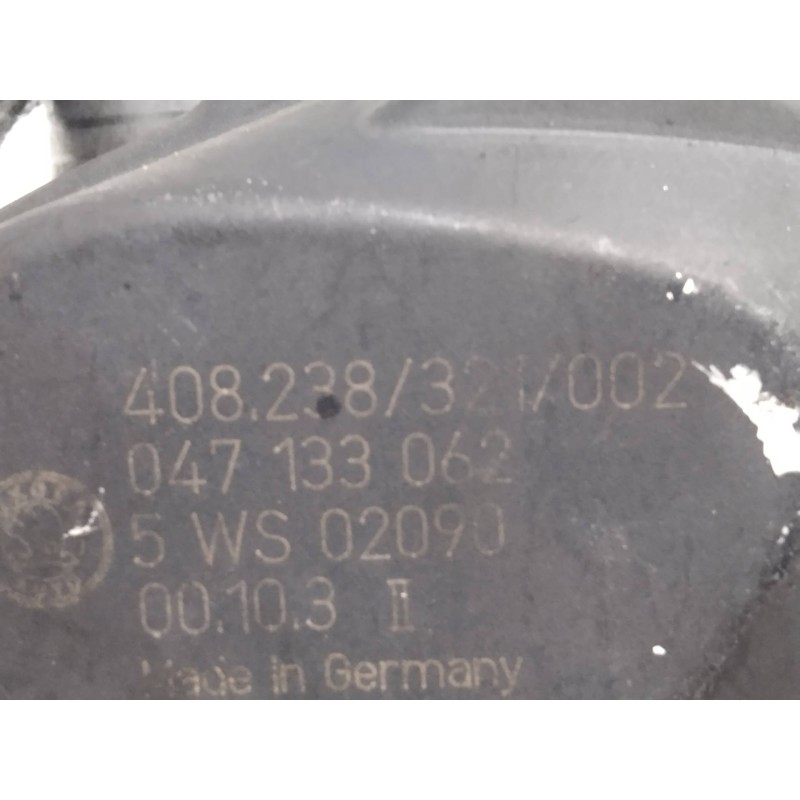 408.238/321/002
047 133 062
5 WS 02090
00.10.3 II
Made in Germany